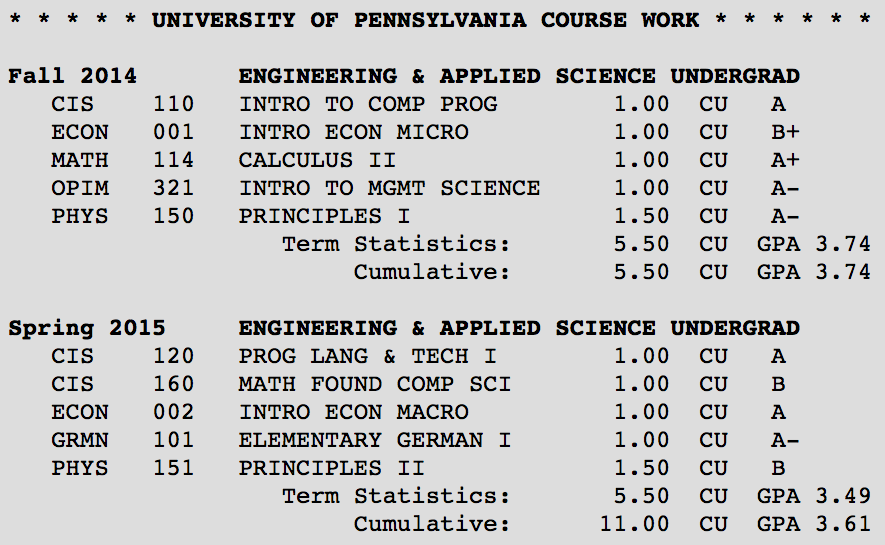 * * * * * UNIVERSITY OF PENNSYLVANIA COURSE WORK * * * * * *
Fall 2014 ENGINEERING & APPLIED SCIENCE UNDERGRAD
CIS 110 INTRO TO COMP PROG 1.00 CU A
ECON 001 INTRO ECON MICRO 1.00 CU B+
MATH 114 CALCULUS II 1.00 CU A+
OPIM 321 INTRO TO MGMT SCIENCE 1.00 CU A-
PHYS 150 PRINCIPLES I 1.50 CU A-
Term Statistics: 5.50 CU GPA 3.74
Cumulative: 5.50 CU GPA 3.74
Spring 2015 ENGINEERING & APPLIED SCIENCE UNDERGRAD
CIS 120 PROG LANG & TECH I 1.00 CU A
CIS 160 MATH FOUND COMP SCI 1.00 CU B
ECON 002 INTRO ECON MACRO 1.00 CU A
GRMN 101 ELEMENTARY GERMAN I 1.00 CU A-
PHYS 151 PRINCIPLES II 1.50 CU B
Term Statistics: 5.50 CU GPA 3.49
Cumulative: 11.00 CU GPA 3.61